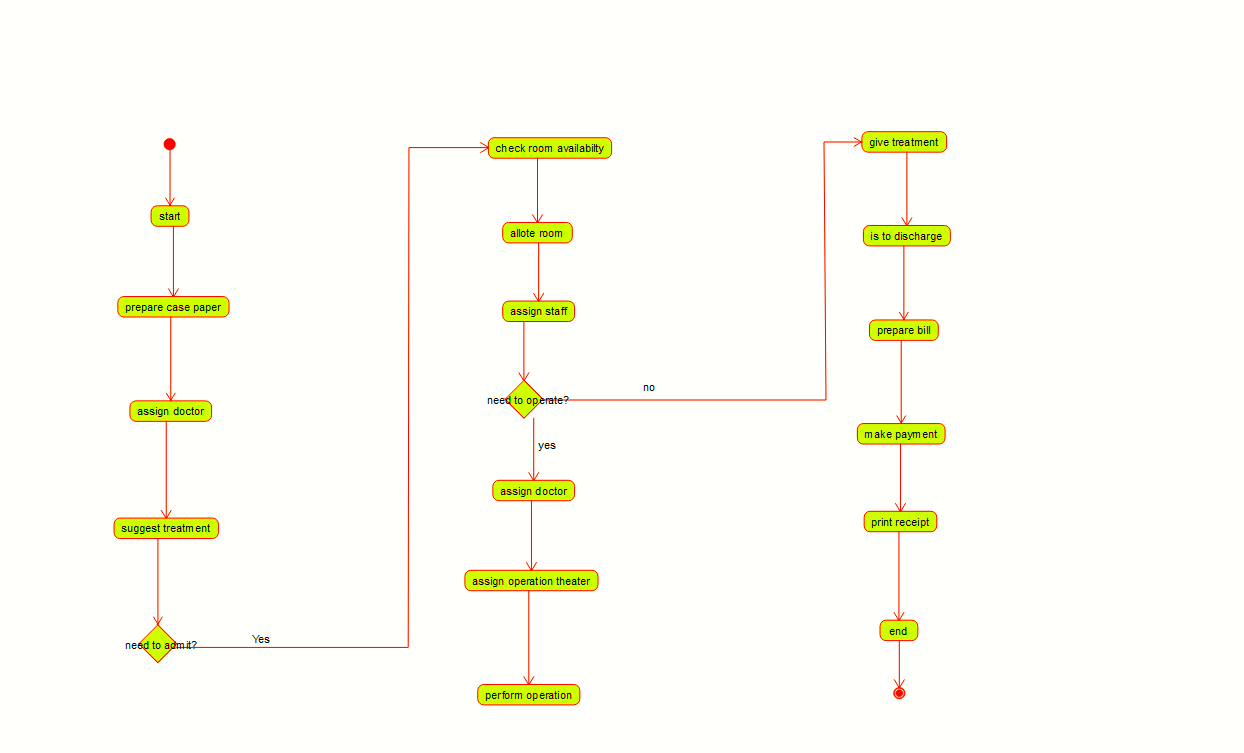 start
prepare case paper
assign doctor
suggest treatment
need to admit?
Yes
check room availabilty
allote room
assign staff
need to operate?
no
yes
assign doctor
assign operation theater
perform operation
give treatment
is to discharge
prepare bill
make payment
print receipt
end